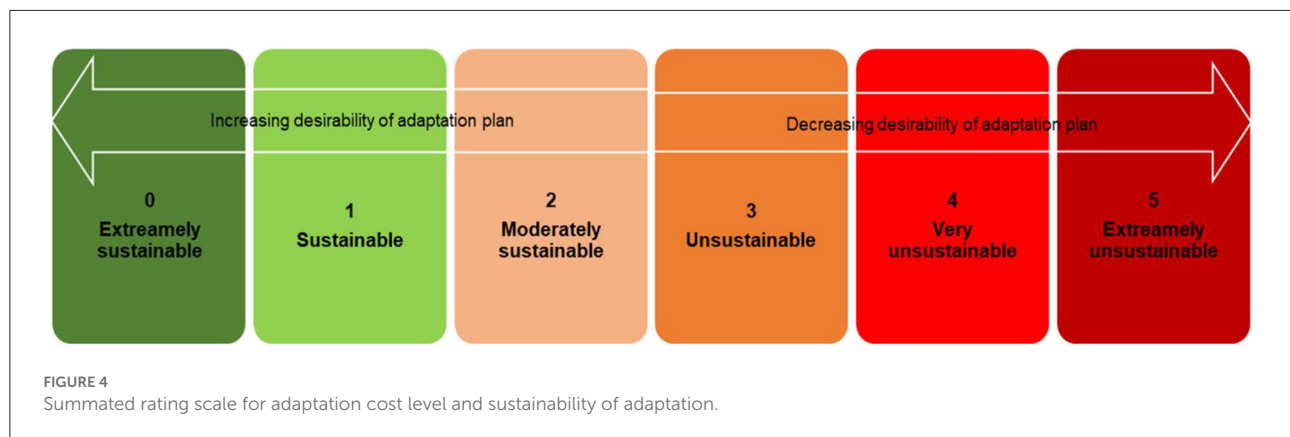 Increasing desirability of adaptation plan
Decreasing desirability of adaptation plan
0
Extreamely
sustainable
1
Sustainable
2
Moderately
sustainable
3
Unsustainable
4
Very
unsustainable
5
Extreamely
unsustainable
FIGURE 4
Summated rating scale for adaptation cost level and sustainability of adaptation.